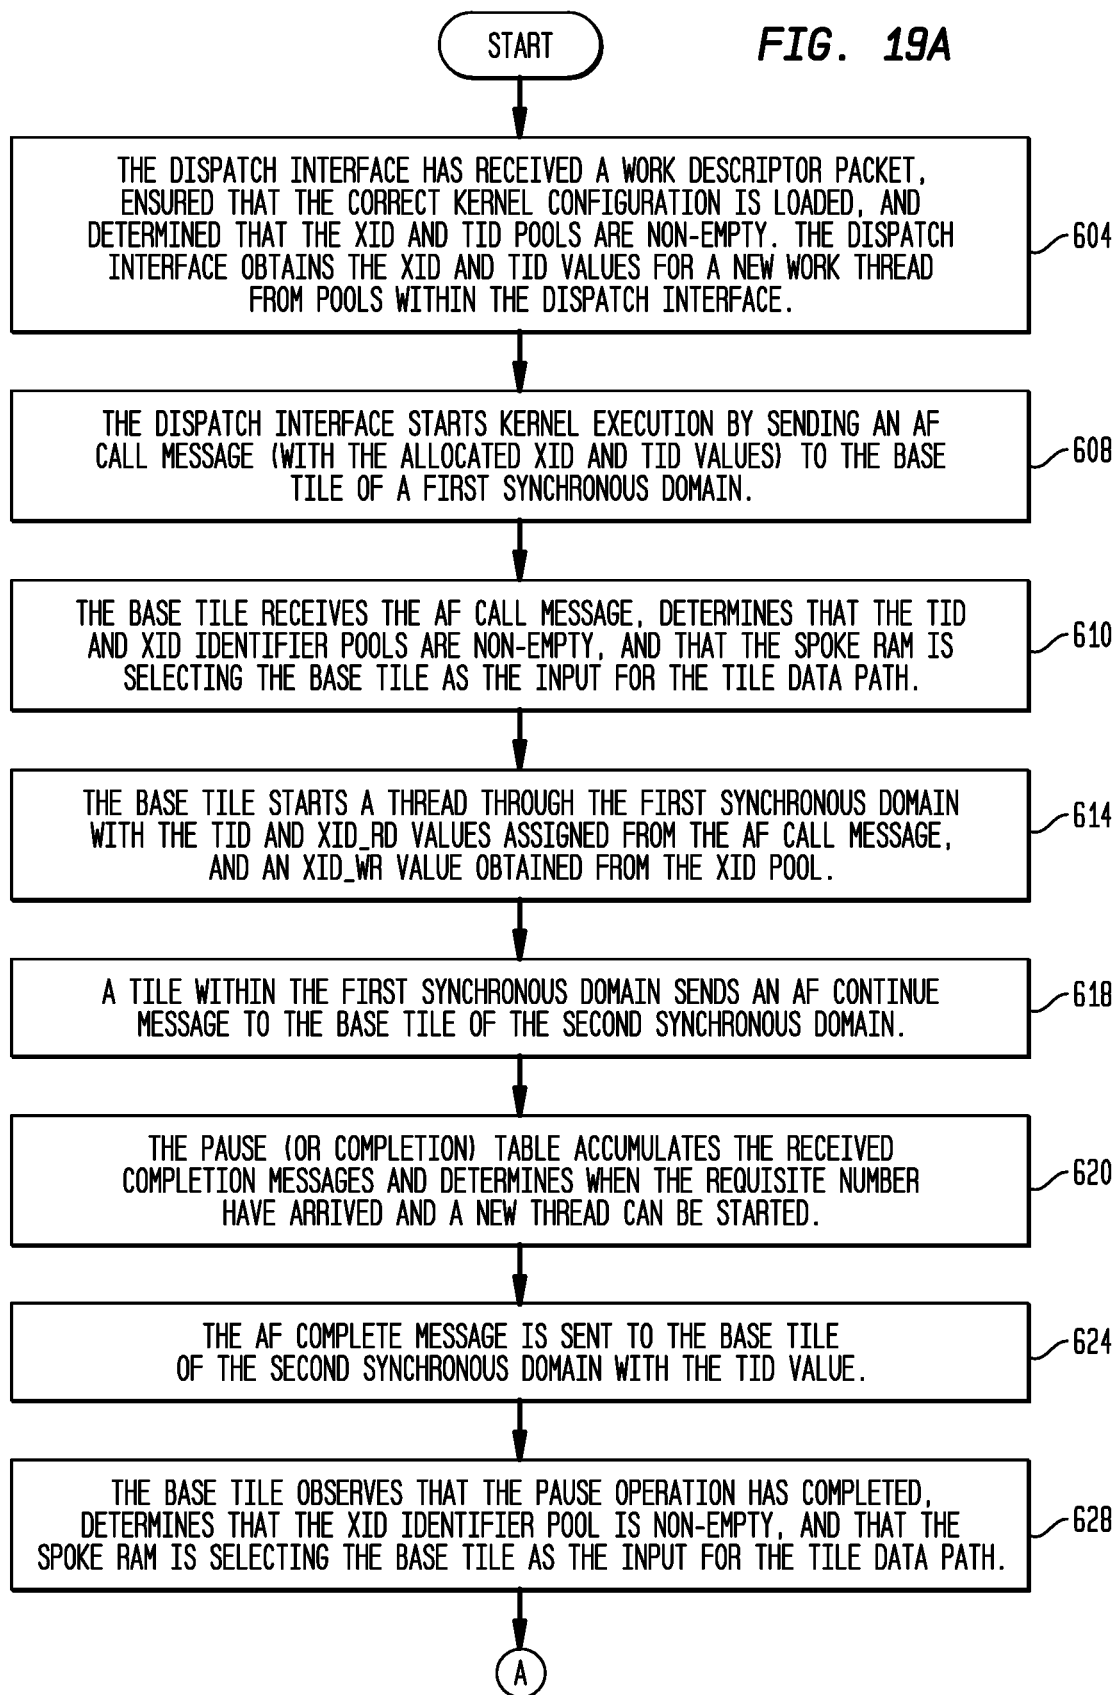 START
FIG. 19A
THE DISPATCH INTERFACE HAS RECEIVED A WORK DESCRIPTOR PACKET,
ENSURED THAT THE CORRECT KERNEL CONFIGURATION IS LOADED, AND
DETERMINED THAT THE XID AND TID POOLS ARE NON-EMPTY. THE DISPATCH
INTERFACE OBTAINS THE XID AND TID VALUES FOR A NEW WORK THREAD
FROM POOLS WITHIN THE DISPATCH INTERFACE.
604
THE DISPATCH INTERFACE STARTS KERNEL EXECUTION BY SENDING AN AF
CALL MESSAGE (WITH THE ALLOCATED XID AND TID VALUES) TO THE BASE
TILE OF A FIRST SYNCHRONOUS DOMAIN.
608
THE BASE TILE RECEIVES THE AF CALL MESSAGE, DETERMINES THAT THE TID
AND XID IDENTIFIER POOLS ARE NON-EMPTY, AND THAT THE SPOKE RAM IS
SELECTING THE BASE TILE AS THE INPUT FOR THE TILE DATA PATH.
610
THE BASE TILE STARTS A THREAD THROUGH THE FIRST SYNCHRONOUS DOMAIN
WITH THE TID AND XID_RD VALUES ASSIGNED FROM THE AF CALL MESSAGE,
AND AN XID_WR VALUE OBTAINED FROM THE XID POOL.
614
A TILE WITHIN THE FIRST SYNCHRONOUS DOMAIN SENDS AN AF CONTINUE
MESSAGE TO THE BASE TILE OF THE SECOND SYNCHRONOUS DOMAIN.
618
THE PAUSE (OR COMPLETION) TABLE ACCUMULATES THE RECEIVED
COMPLETION MESSAGES AND DETERMINES WHEN THE REQUISITE NUMBER
HAVE ARRIVED AND A NEW THREAD CAN BE STARTED.
620
THE AF COMPLETE MESSAGE IS SENT TO THE BASE TILE
OF THE SECOND SYNCHRONOUS DOMAIN WITH THE TID VALUE.
624
THE BASE TILE OBSERVES THAT THE PAUSE OPERATION HAS COMPLETED,
DETERMINES THAT THE XID IDENTIFIER POOL IS NON-EMPTY, AND THAT THE
SPOKE RAM IS SELECTING THE BASE TILE AS THE INPUT FOR THE TILE DATA PATH.
628
A